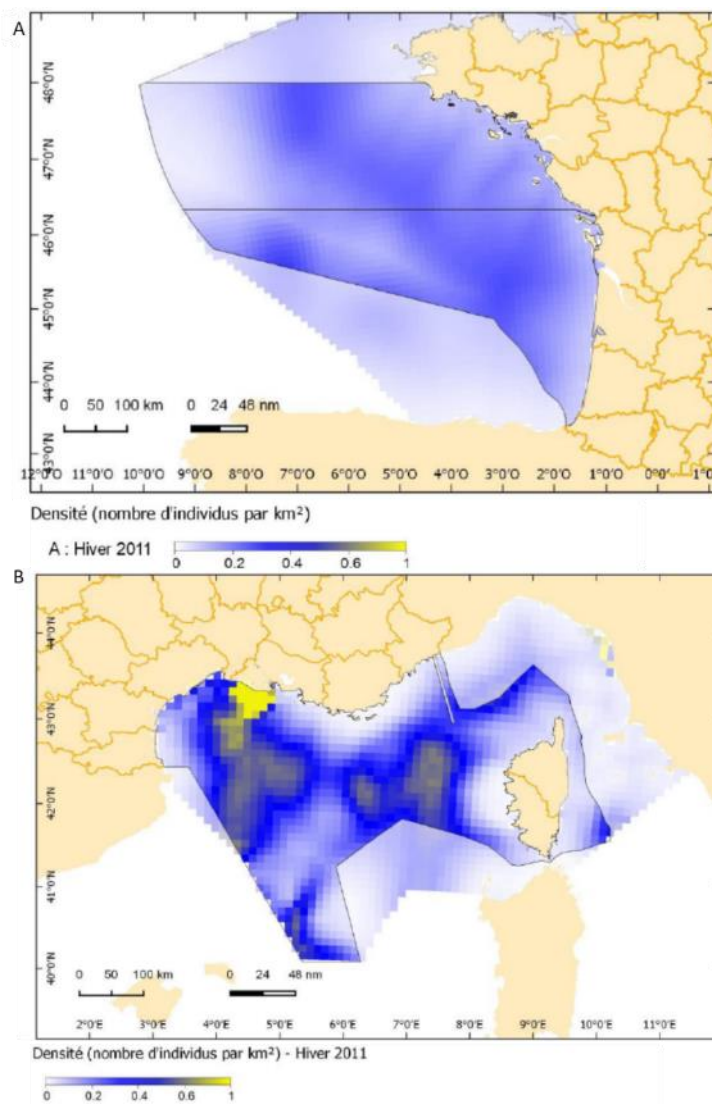 A
48°0'N
47°0'N
46°0'N
45°0'N
44°0'N
43°0'N
0 50 100 km
0 24 48 nm
12°0'O 10°0'O 9°0'O 8°0'O 7°0'O 6°0'O 5°0'O 4°0'O 3°0'O 2°0'O 1°0'O 0°0'O
Densité (nombre d'individus par km²)
A : Hiver 2011
0 0.2 0.4 0.6 1
B
44°0'N
43°0'N
42°0'N
41°0'N
40°0'N
0 50 100 km
0 24 48 nm
2°0'E 3°0'E 4°0'E 5°0'E 6°0'E 7°0'E 8°0'E 9°0'E 10°0'E 11°0'E
Densité (nombre d'individus par km²) - Hiver 2011
0 0.2 0.4 0.6 1